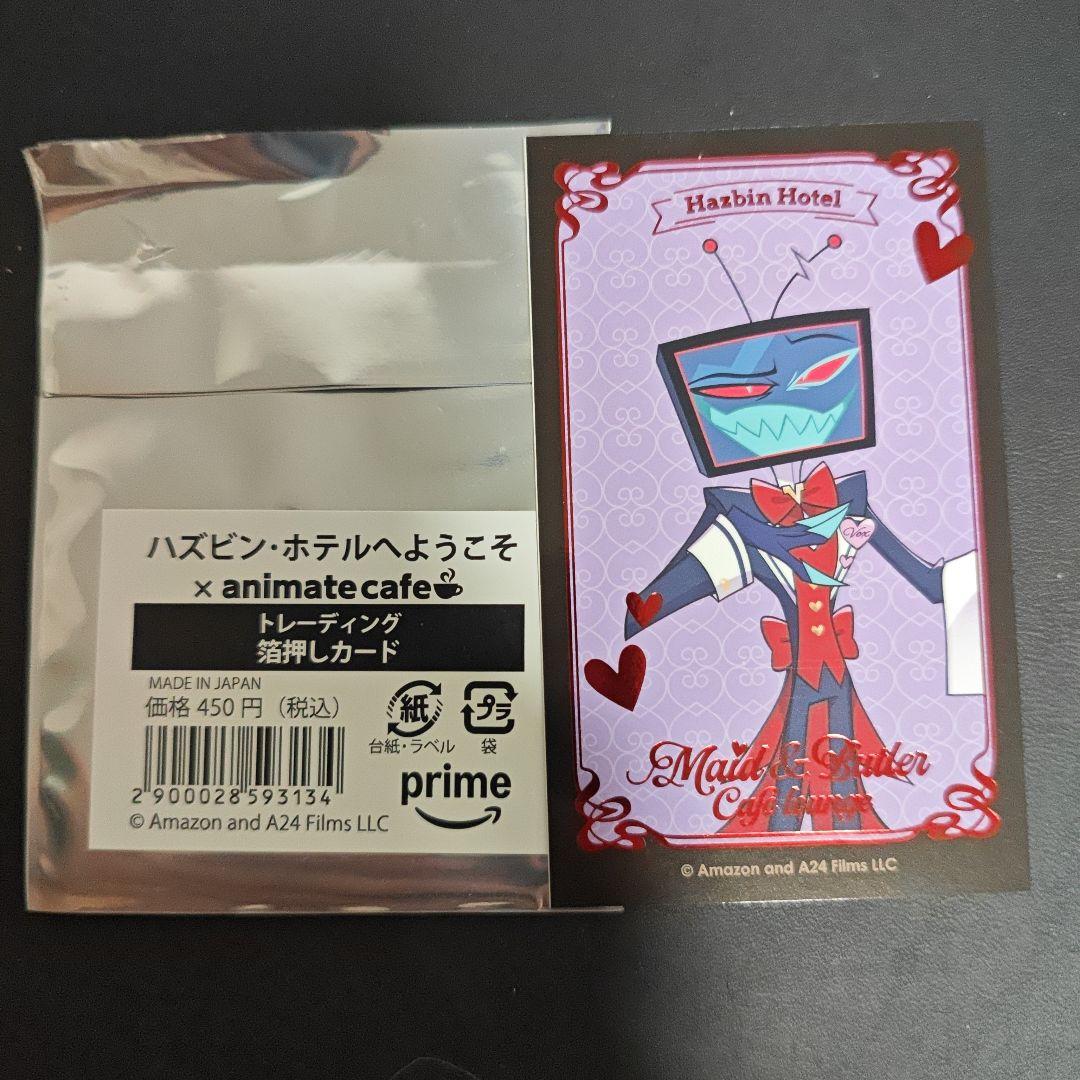 ハズビン・ホテルへようこそ
× animate cafe
トレーディング
箔押しカード
MADE IN JAPAN
価格 450 円（税込）
紙
台紙・ラベル
プラ
袋
2 900028 593134
prime
© Amazon and A24 Films LLC
Hazbin Hotel
V
Vox
Maid & Butler
Cafe lounge
© Amazon and A24 Films LLC